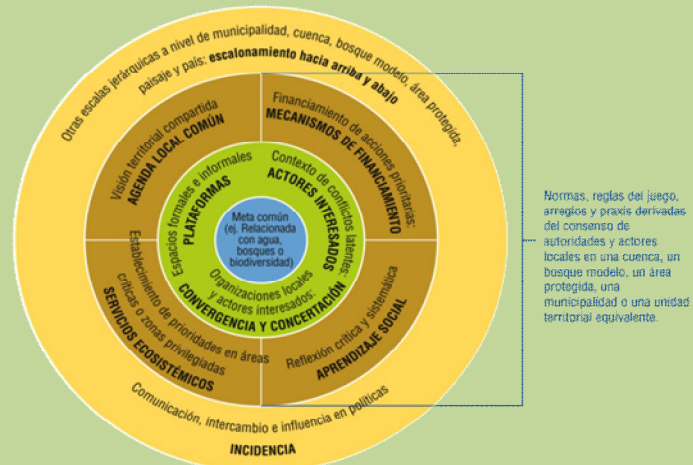 Otras escalas jerárquicas a nivel de municipalidad, cuenca, bosque modelo, área protegida,
paisaje y país: escalonamiento hacia arriba y abajo
Visión territorial compartida
AGENDA LOCAL COMÚN
Financiamiento de acciones prioritarias:
MECANISMOS DE FINANCIAMIENTO
Espacios formales e informales
PLATAFORMAS
Contexto de conflictos latentes:
ACTORES INTERESADOS
Meta común
(ej. Relacionada
con agua,
bosques o
biodiversidad)
Organizaciones locales
y actores interesados:
CONVERGENCIA Y CONCERTACIÓN
Establecimiento de prioridades en áreas
críticas o zonas privilegiadas
SERVICIOS ECOSISTÉMICOS
Reflexión crítica y sistemática
APRENDIZAJE SOCIAL
Comunicación, intercambio e influencia en políticas
INCIDENCIA
Normas, reglas del juego,
arreglos y praxis derivadas
del consenso de
autoridades y actores
locales en una cuenca, un
bosque modelo, un área
protegida, una
municipalidad o una unidad
territorial equivalente.